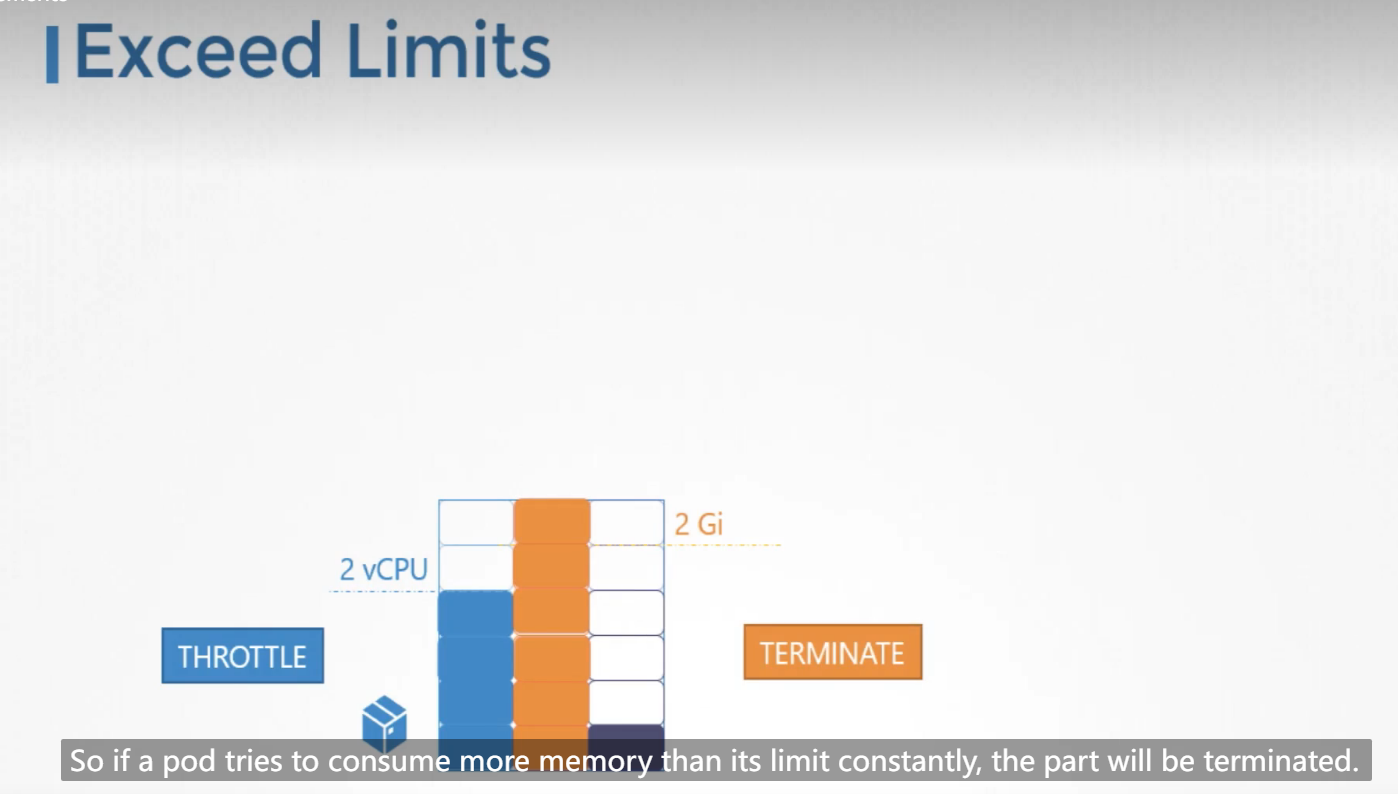 Exceed Limits
2 Gi
2 vCPU
THROTTLE
TERMINATE
So if a pod tries to consume more memory than its limit constantly, the part will be terminated.